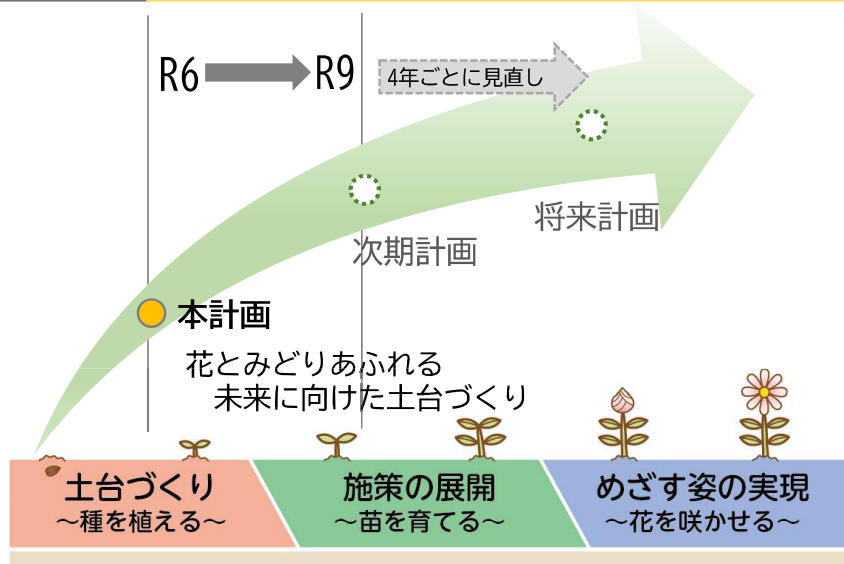 R6
R9
4年ごとに見直し
将来計画
次期計画
本計画
花とみどりあふれる
未来に向けた土台づくり
土台づくり
～種を植える～
施策の展開
～苗を育てる～
めざす姿の実現
～花を咲かせる～